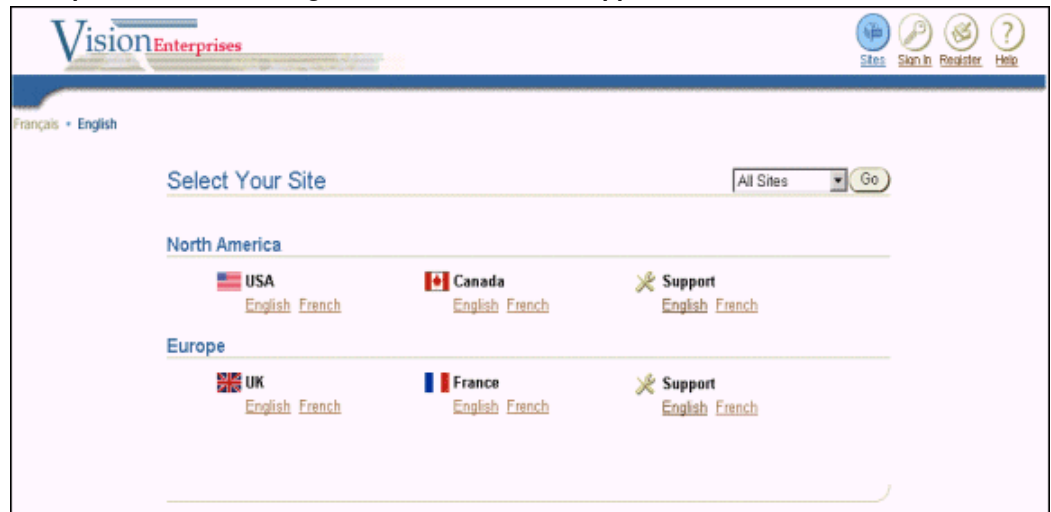 Vision Enterprises
Sites Sign In Register Help
Français • English
Select Your Site All Sites Go
North America
USA Canada Support
English French English French English French
Europe
UK France Support
English French English French English French